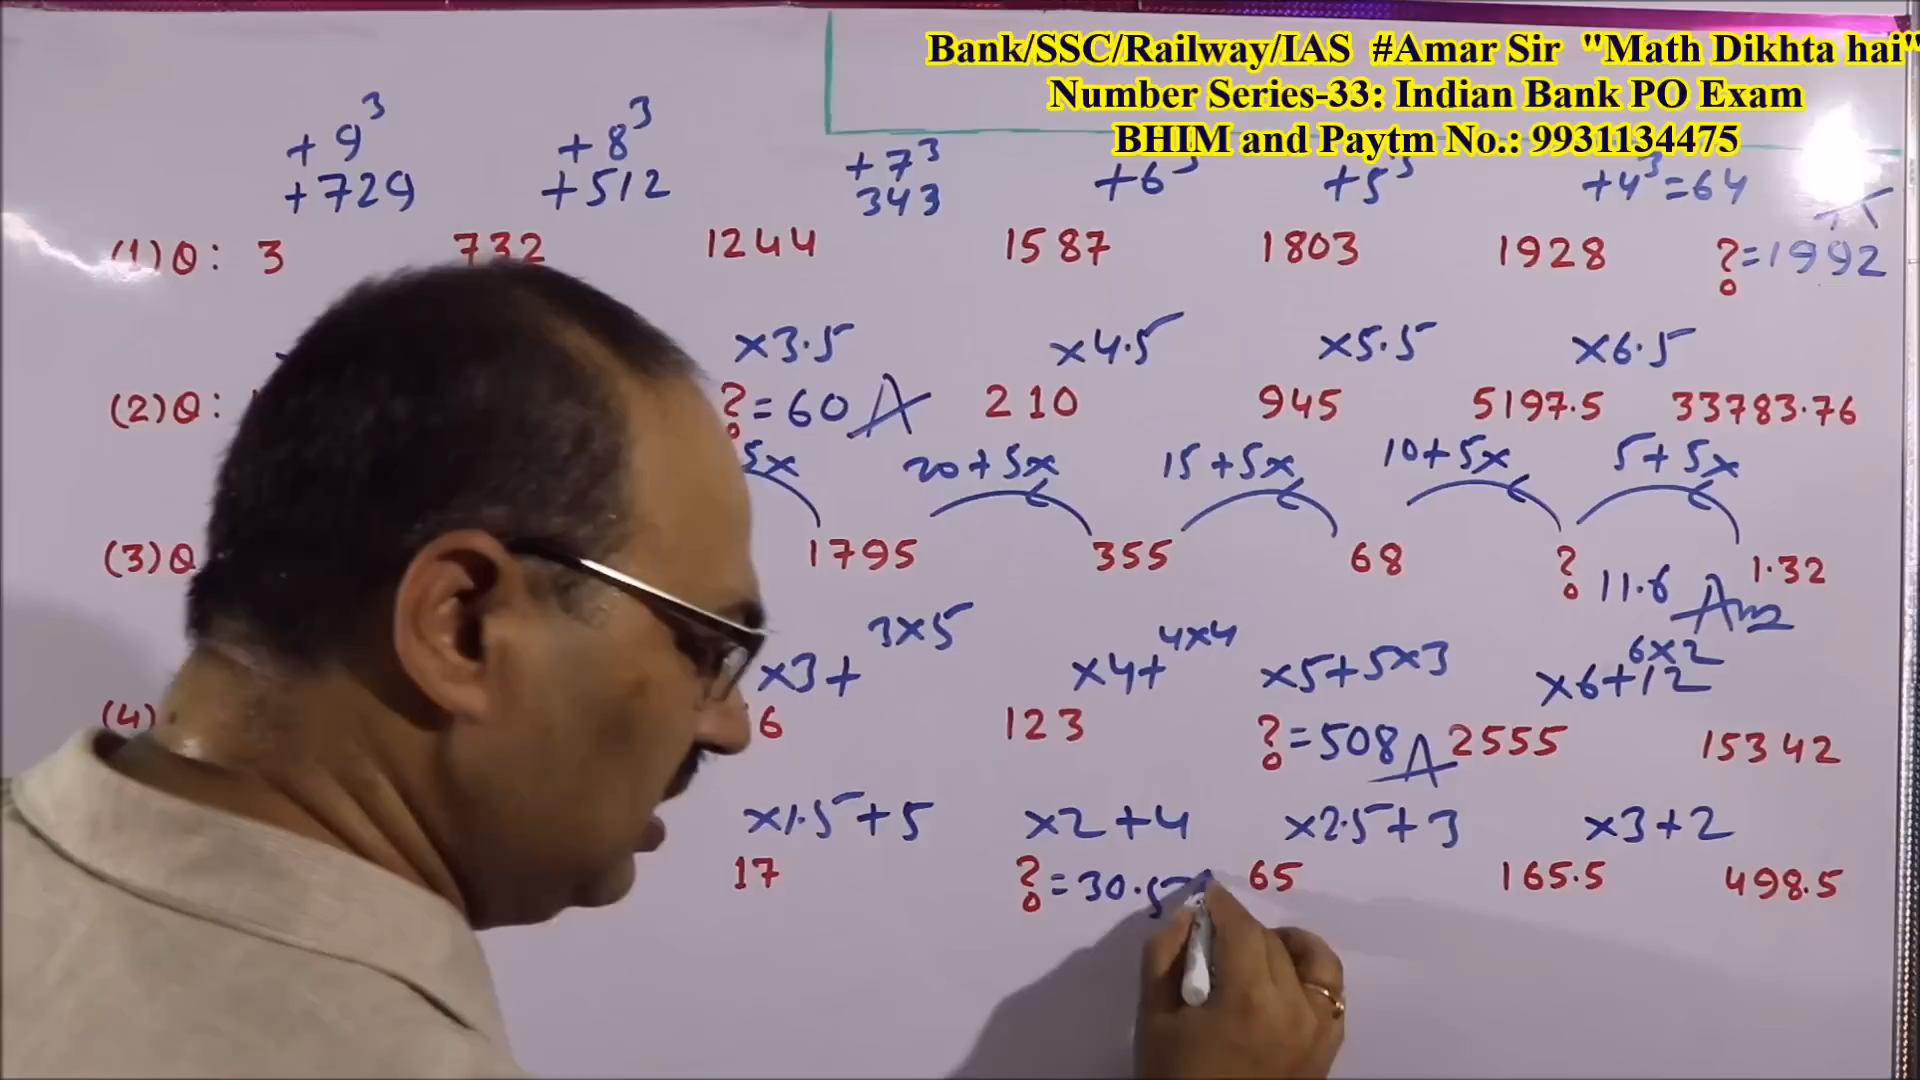 Bank/SSC/Railway/IAS #Amar Sir "Math Dikhta hai"
Number Series-33: Indian Bank PO Exam
BHIM and Paytm No.: 9931134475
+9³ +8³ +7³ +6³ +5³ +4³=64
+729 +512 343
(1)Q: 3 732 1244 1587 1803 1928 ?=1992
×3.5 ×4.5 ×5.5 ×6.5
(2)Q: ?=60 A 210 945 5197.5 33783.76
5x 20+5x 15+5x 10+5x 5+5x
(3)Q 1795 355 68 ? 11.6 Ans 1.32
3×5 4×4 6×2
×3+ ×4+ ×5+5×3 ×6+12
(4) 6 123 ?=508 A 2555 15342
×1.5+5 ×2+4 ×2.5+3 ×3+2
17 ?=30.5 65 165.5 498.5